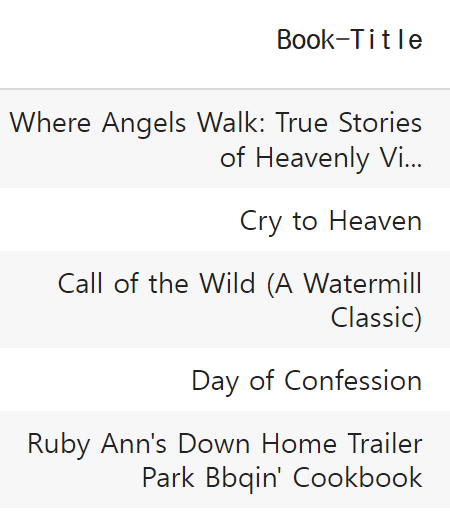 Book-Title
Where Angels Walk: True Stories
of Heavenly Vi...
Cry to Heaven
Call of the Wild (A Watermill
Classic)
Day of Confession
Ruby Ann's Down Home Trailer
Park Bbqin' Cookbook